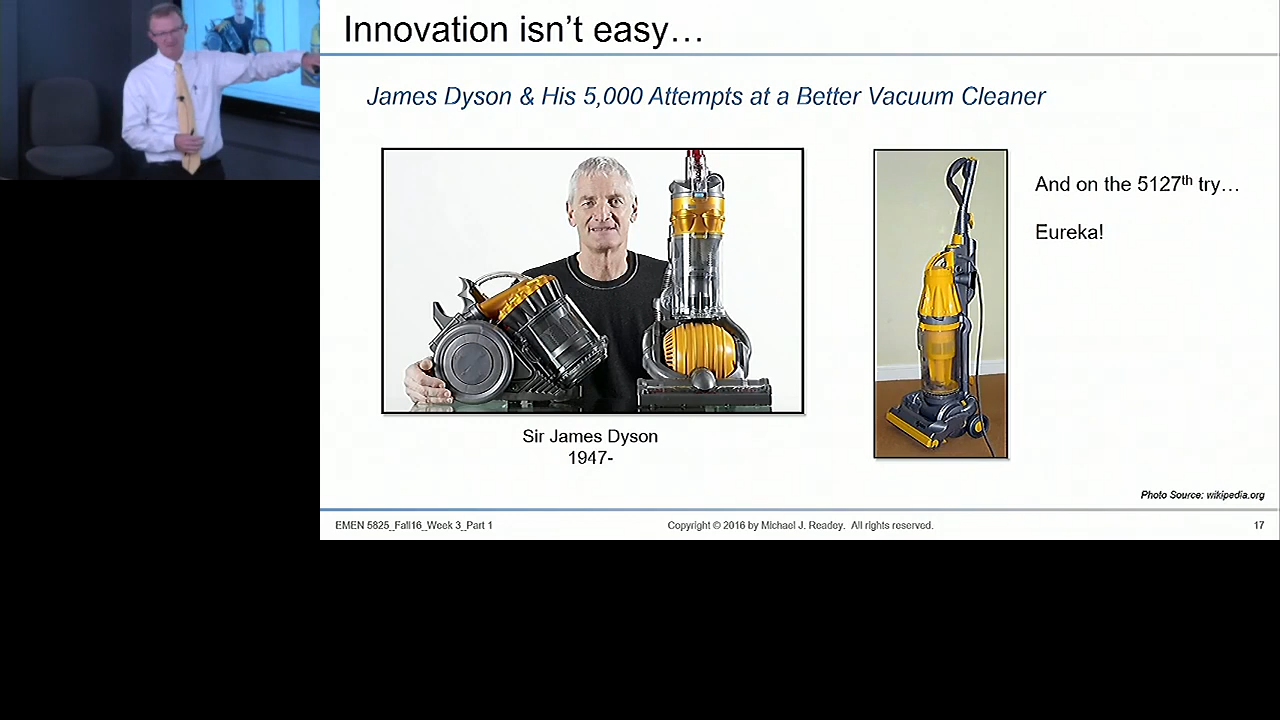 Innovation isn't easy…
James Dyson & His 5,000 Attempts at a Better Vacuum Cleaner
And on the 5127th try…
Eureka!
Sir James Dyson
1947-
Photo Source: wikipedia.org
EMEN 5825_Fall16_Week 3_Part 1
Copyright © 2016 by Michael J. Readey. All rights reserved.
17